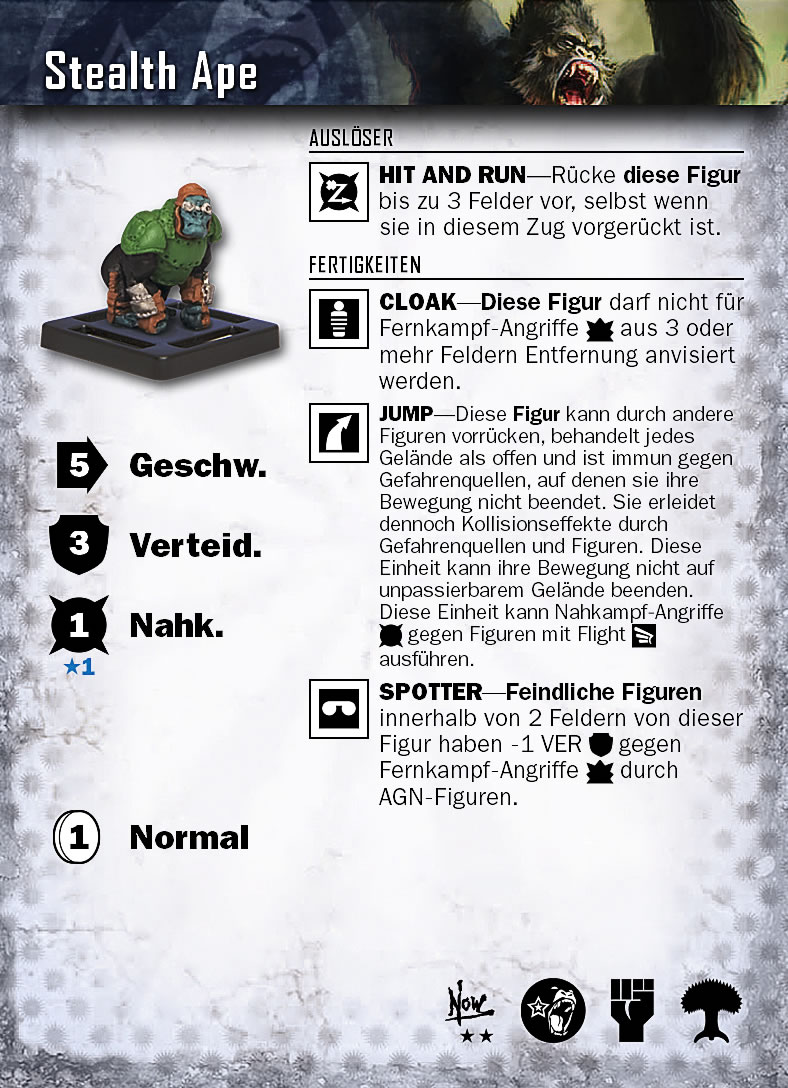 Stealth Ape
AUSLÖSER
HIT AND RUN—Rücke diese Figur
bis zu 3 Felder vor, selbst wenn
sie in diesem Zug vorgerückt ist.
FERTIGKEITEN
CLOAK—Diese Figur darf nicht für
Fernkampf-Angriffe aus 3 oder
mehr Feldern Entfernung anvisiert
werden.
JUMP—Diese Figur kann durch andere
Figuren vorrücken, behandelt jedes
Gelände als offen und ist immun gegen
Gefahrenquellen, auf denen sie ihre
Bewegung nicht beendet. Sie erleidet
dennoch Kollisionseffekte durch
Gefahrenquellen und Figuren. Diese
Einheit kann ihre Bewegung nicht auf
unpassierbarem Gelände beenden.
Diese Einheit kann Nahkampf-Angriffe
gegen Figuren mit Flight
ausführen.
SPOTTER—Feindliche Figuren
innerhalb von 2 Feldern von dieser
Figur haben -1 VER gegen
Fernkampf-Angriffe durch
AGN-Figuren.
5 Geschw.
3 Verteid.
1 Nahk.
★1
1 Normal
Now
★★